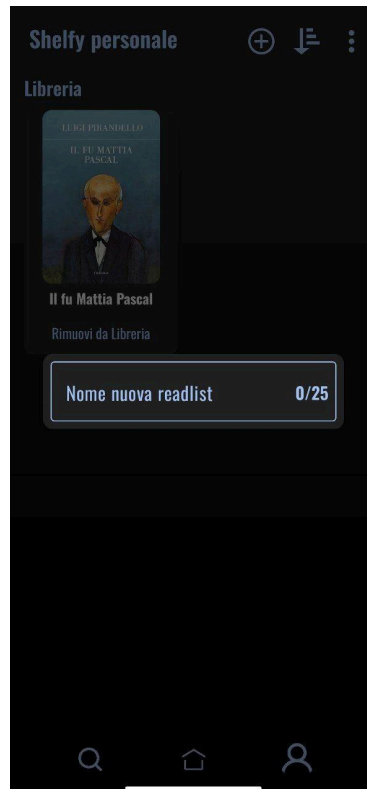 Shelfy personale
Libreria
LUIGI PIRANDELLO
IL FU MATTIA
PASCAL
Il fu Mattia Pascal
Rimuovi da Libreria
Nome nuova readlist 0/25